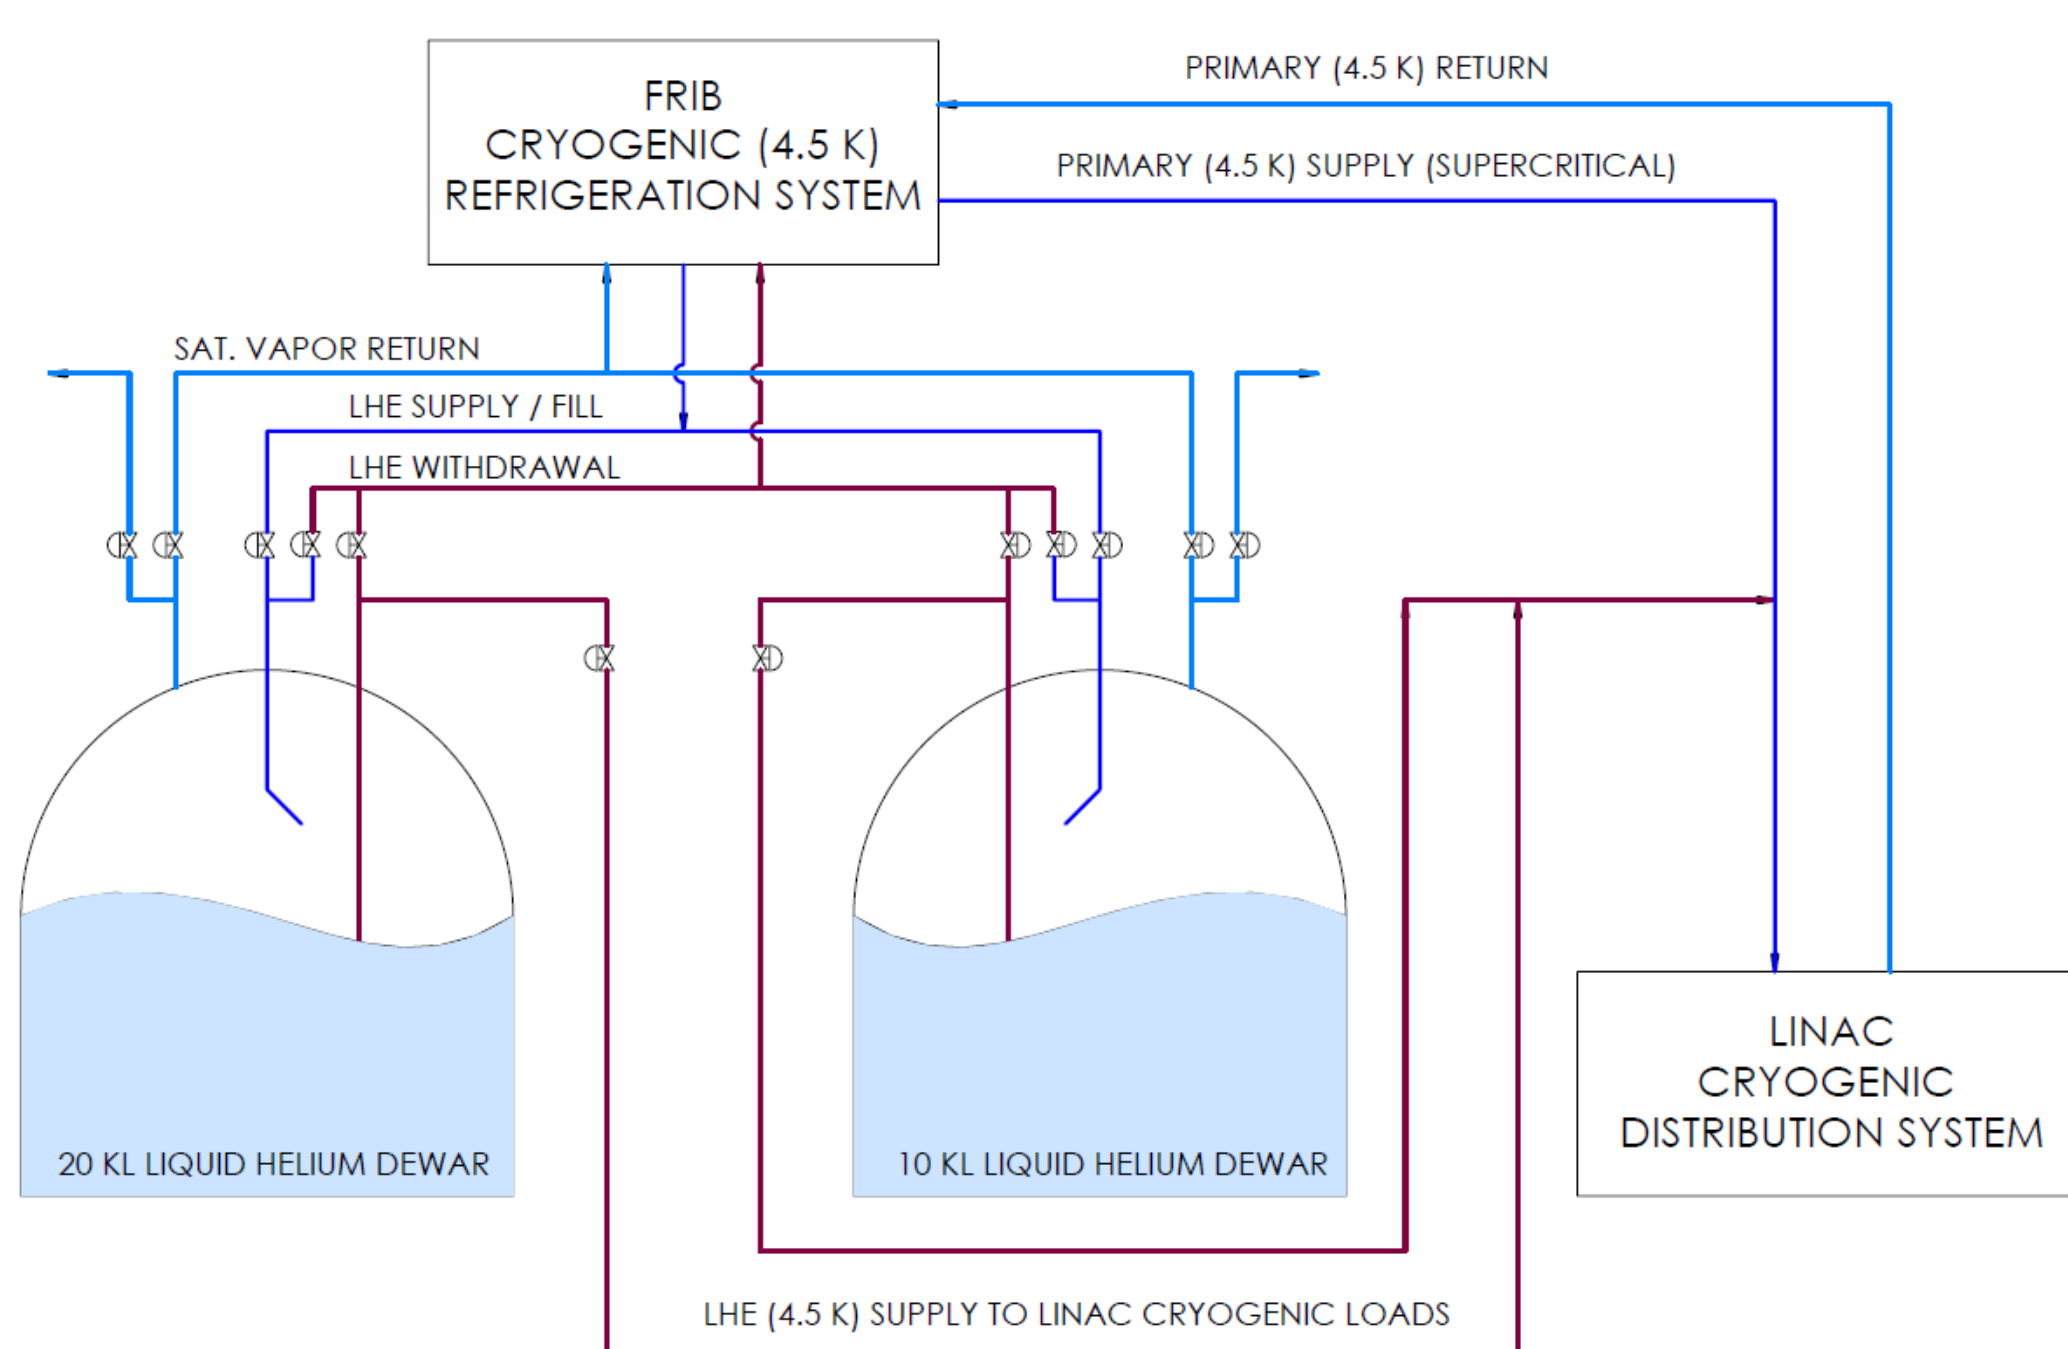 FRIB
CRYOGENIC (4.5 K)
REFRIGERATION SYSTEM
PRIMARY (4.5 K) RETURN
PRIMARY (4.5 K) SUPPLY (SUPERCRITICAL)
SAT. VAPOR RETURN
LHE SUPPLY / FILL
LHE WITHDRAWAL
20 KL LIQUID HELIUM DEWAR
10 KL LIQUID HELIUM DEWAR
LINAC
CRYOGENIC
DISTRIBUTION SYSTEM
LHE (4.5 K) SUPPLY TO LINAC CRYOGENIC LOADS